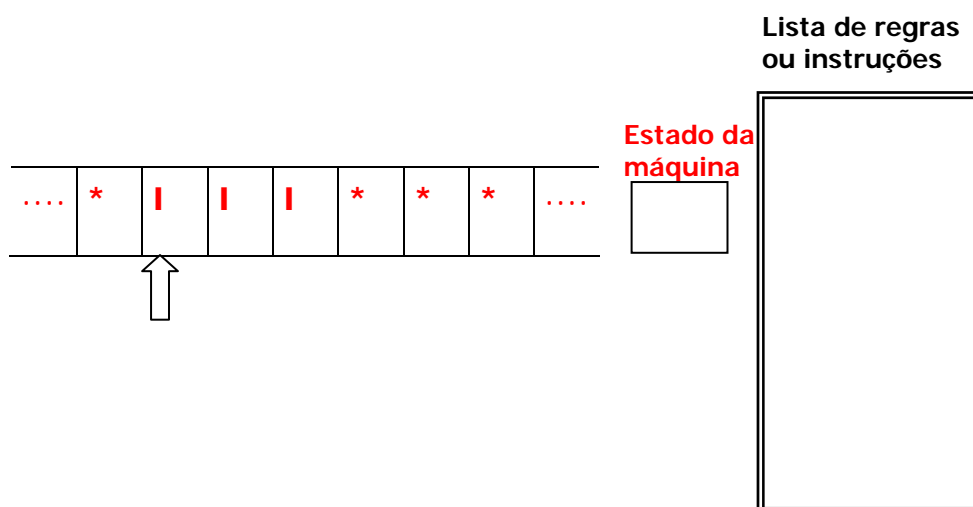 Lista de regras
ou instruções
Estado da
máquina
.... * I I I * * * ....